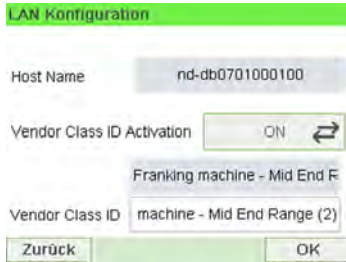 LAN Konfiguration
Host Name nd-db0701000100
Vendor Class ID Activation ON
Franking machine - Mid End R
Vendor Class ID machine - Mid End Range (2)
Zurück OK